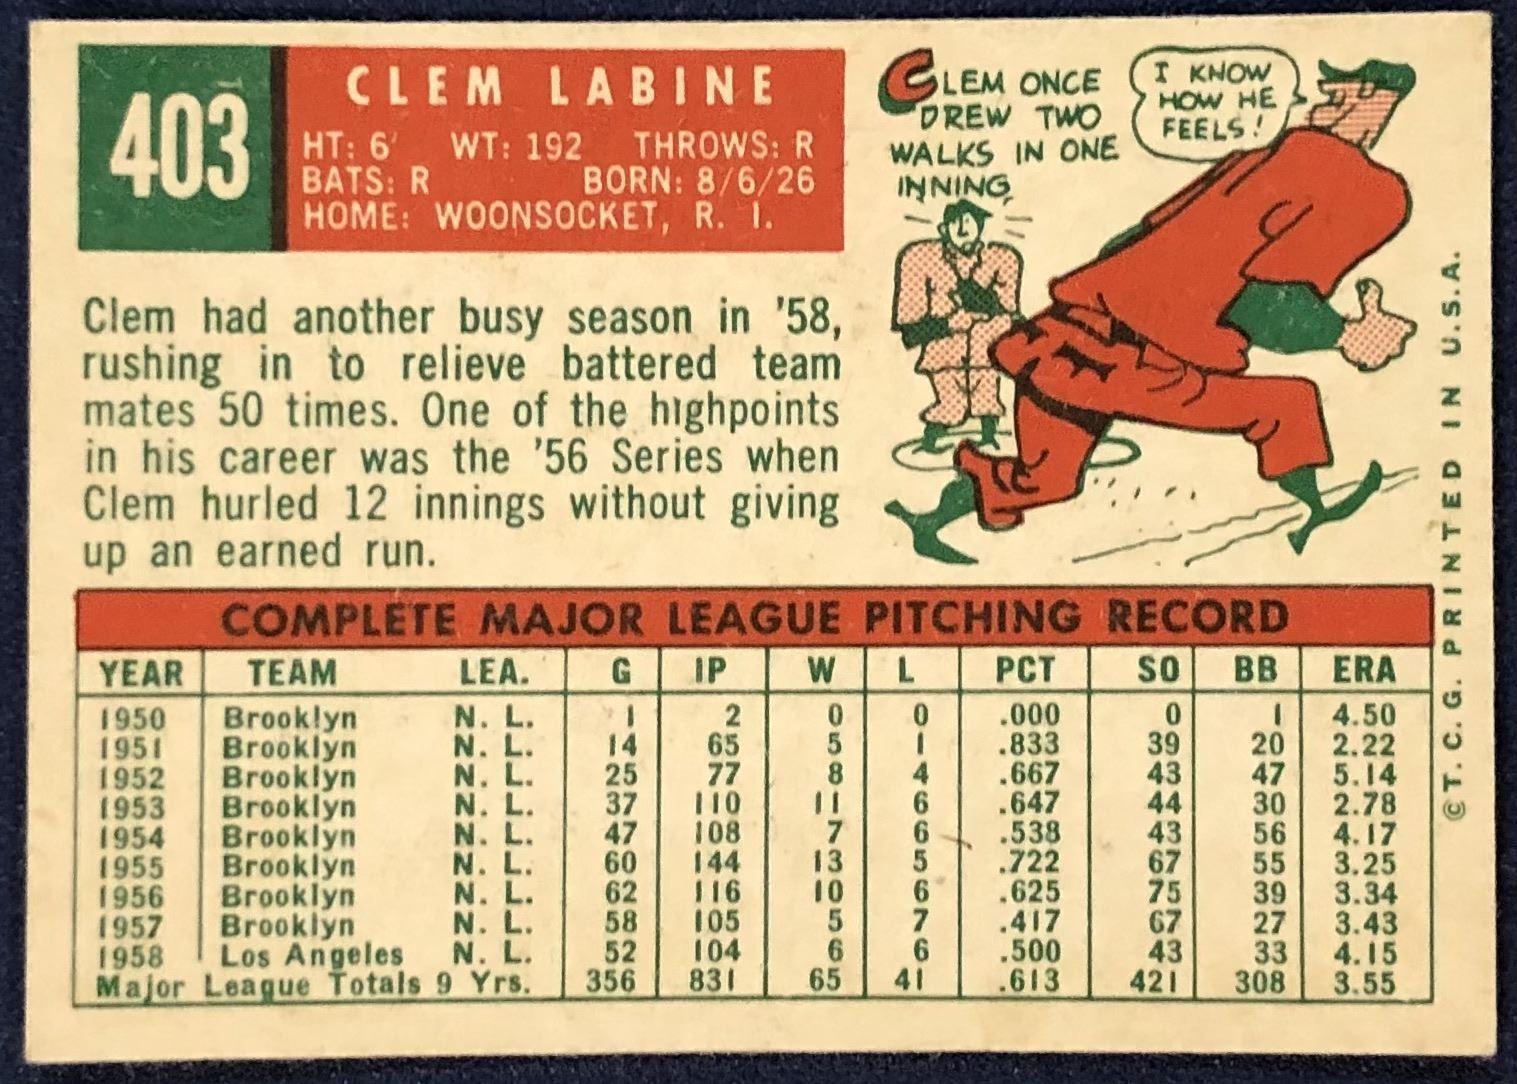 403
CLEM LABINE
HT: 6' WT: 192 THROWS: R
BATS: R BORN: 8/6/26
HOME: WOONSOCKET, R. I.
CLEM ONCE
DREW TWO
WALKS IN ONE
INNING.
I KNOW
HOW HE
FEELS!
Clem had another busy season in '58,
rushing in to relieve battered team
mates 50 times. One of the highpoints
in his career was the '56 Series when
Clem hurled 12 innings without giving
up an earned run.
COMPLETE MAJOR LEAGUE PITCHING RECORD
YEAR TEAM LEA. G IP W L PCT SO BB ERA
1950 Brooklyn N. L. 1 2 0 0 .000 0 1 4.50
1951 Brooklyn N. L. 14 65 5 1 .833 39 20 2.22
1952 Brooklyn N. L. 25 77 8 4 .667 43 47 5.14
1953 Brooklyn N. L. 37 110 11 6 .647 44 30 2.78
1954 Brooklyn N. L. 47 108 7 6 .538 43 56 4.17
1955 Brooklyn N. L. 60 144 13 5 .722 67 55 3.25
1956 Brooklyn N. L. 62 116 10 6 .625 75 39 3.34
1957 Brooklyn N. L. 58 105 5 7 .417 67 27 3.43
1958 Los Angeles N. L. 52 104 6 6 .500 43 33 4.15
Major League Totals 9 Yrs. 356 831 65 41 .613 421 308 3.55
©T. C. G. PRINTED IN U.S.A.